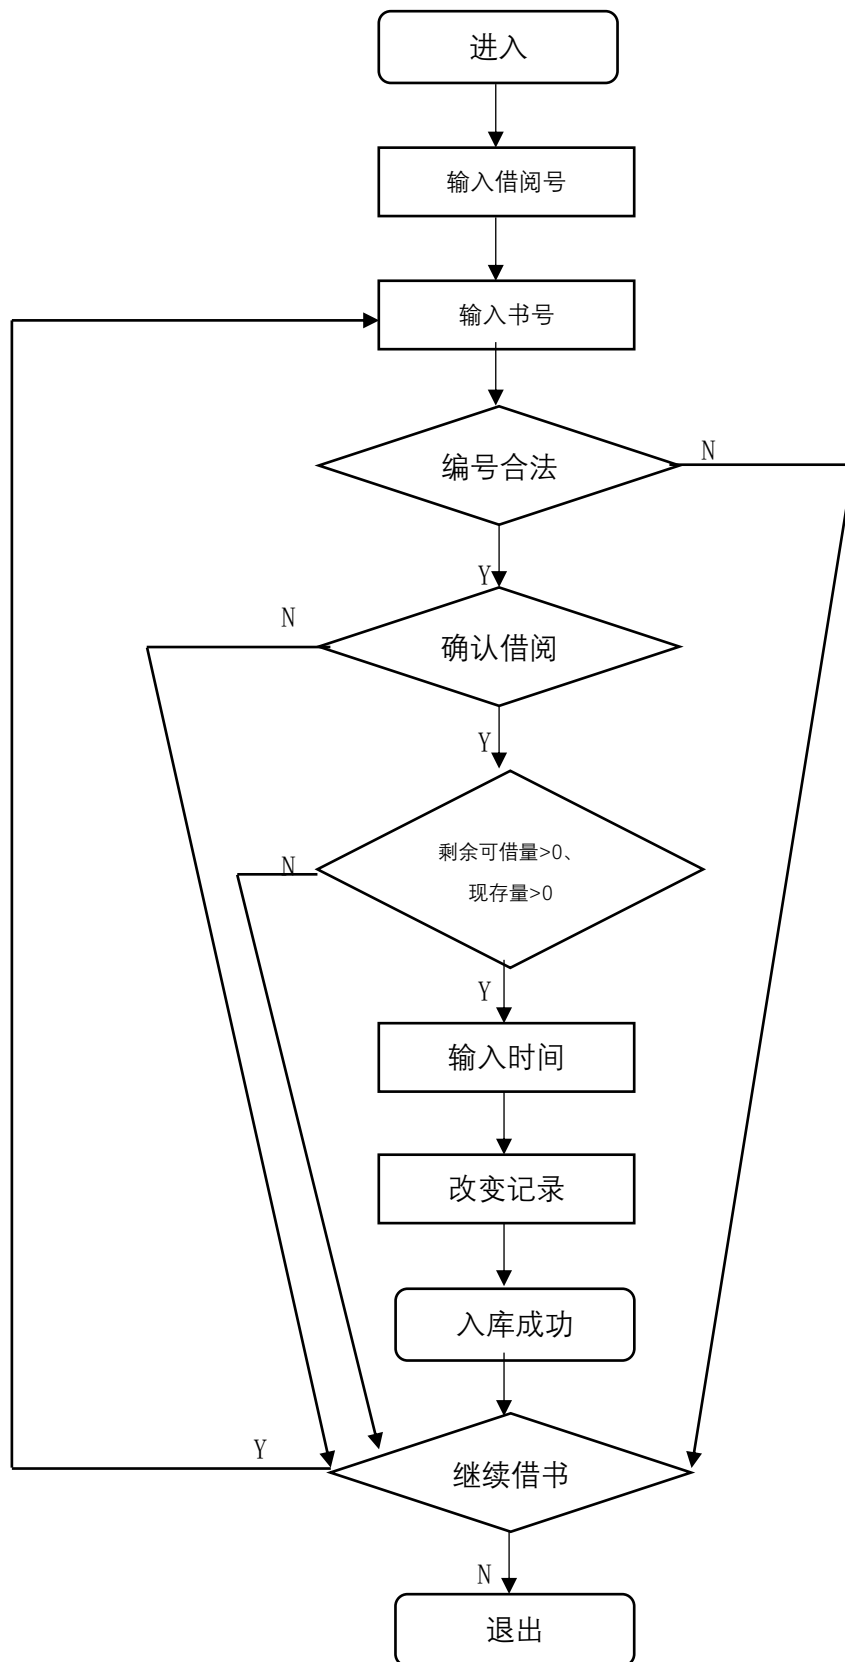 进入
输入借阅号
输入书号
编号合法
N
Y
N
确认借阅
Y
剩余可借量>0、
现存量>0
N
Y
输入时间
改变记录
入库成功
Y
继续借书
N
退出